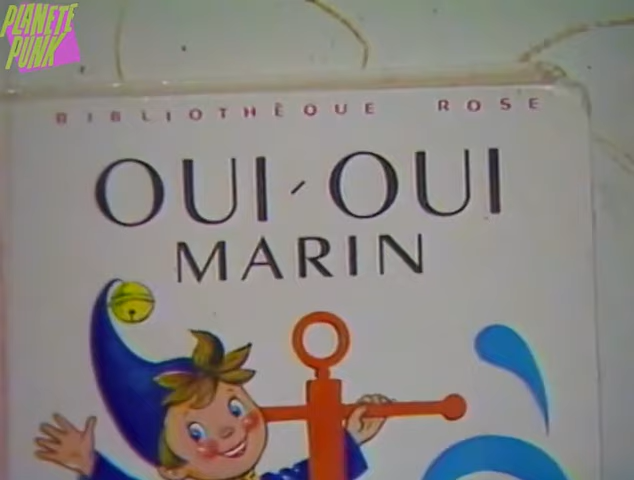 PLANETE
PUNK
BIBLIOTHÈQUE ROSE
OUI-OUI
MARIN